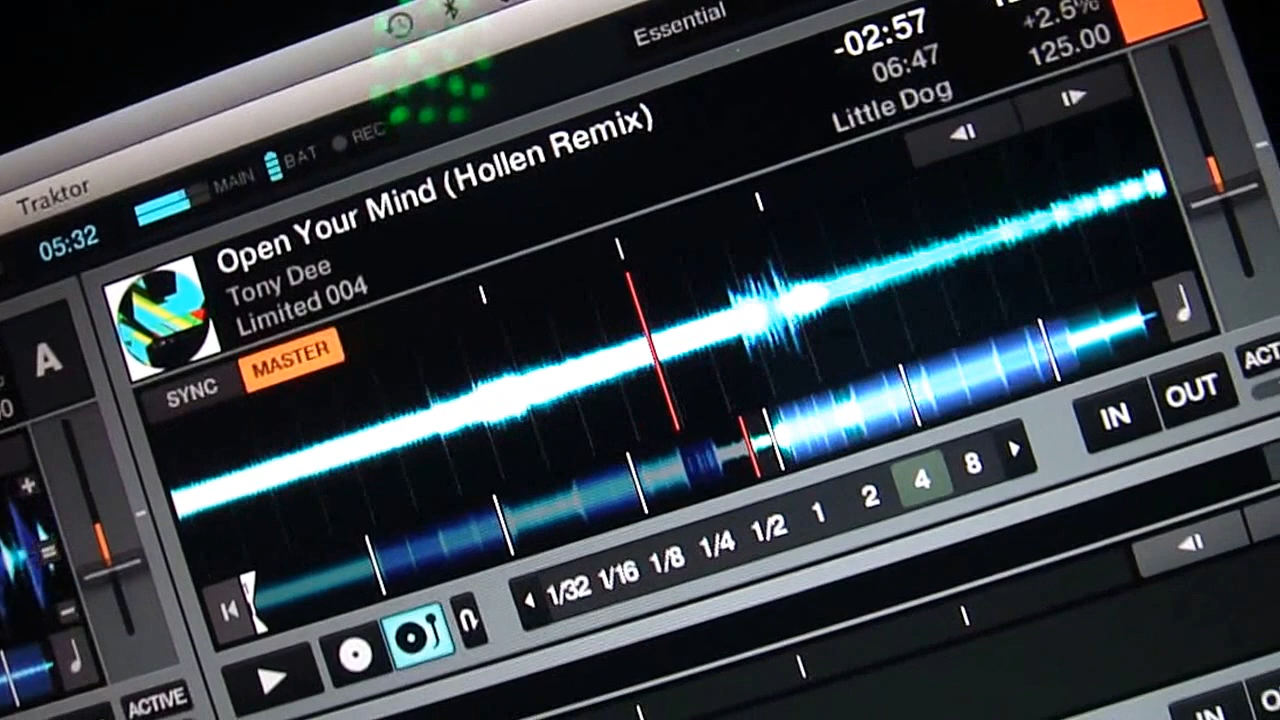 Essential
Traktor
05:32
MAIN
BAT
REC
Open Your Mind (Hollen Remix)
Tony Dee
Limited 004
-02:57
06:47
Little Dog
+2.6%
125.00
SYNC
MASTER
A
IN
OUT
1/32 1/16 1/8 1/4 1/2 1 2 4 8
ACTIVE
IN